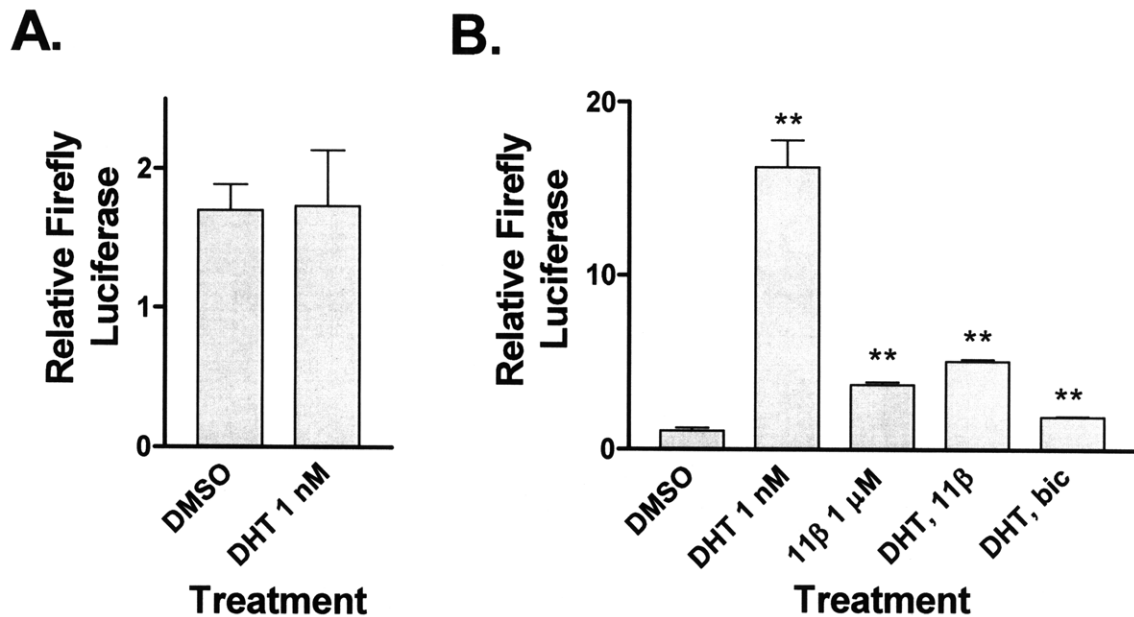 A.
Relative Firefly
Luciferase
2
1
0
DMSO
DHT 1 nM
Treatment
B.
Relative Firefly
Luciferase
20
10
0
**
**
**
**
DMSO
DHT 1 nM
11β 1 μM
DHT, 11β
DHT, bic
Treatment